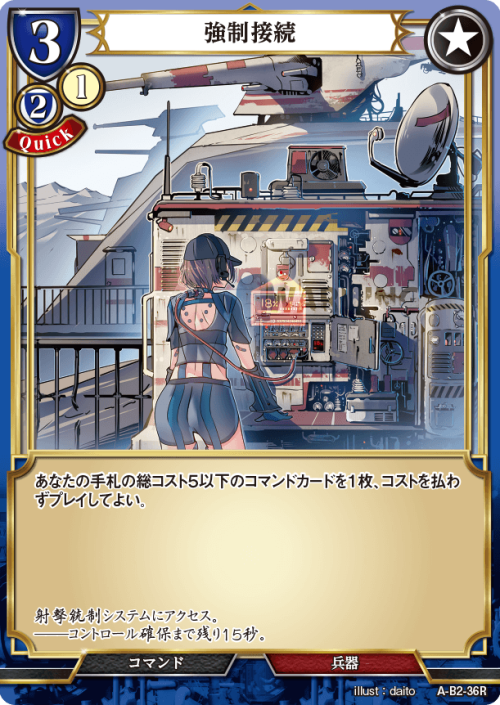 強制接続
3
2
1
Quick
18%
あなたの手札の総コスト5以下のコマンドカードを1枚、コストを払わ
ずプレイしてよい。
射撃統制システムにアクセス。
――コントロール確保まで残り15秒。
コマンド
兵器
illust : daito
A-B2-36R